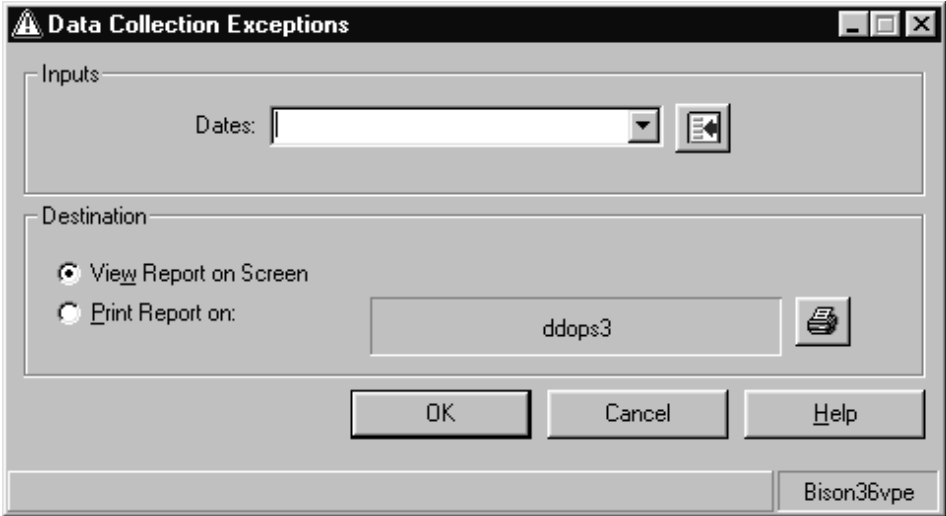 Data Collection Exceptions
Inputs
Dates:
Destination
View Report on Screen
Print Report on:
ddops3
OK Cancel Help
Bison36vpe